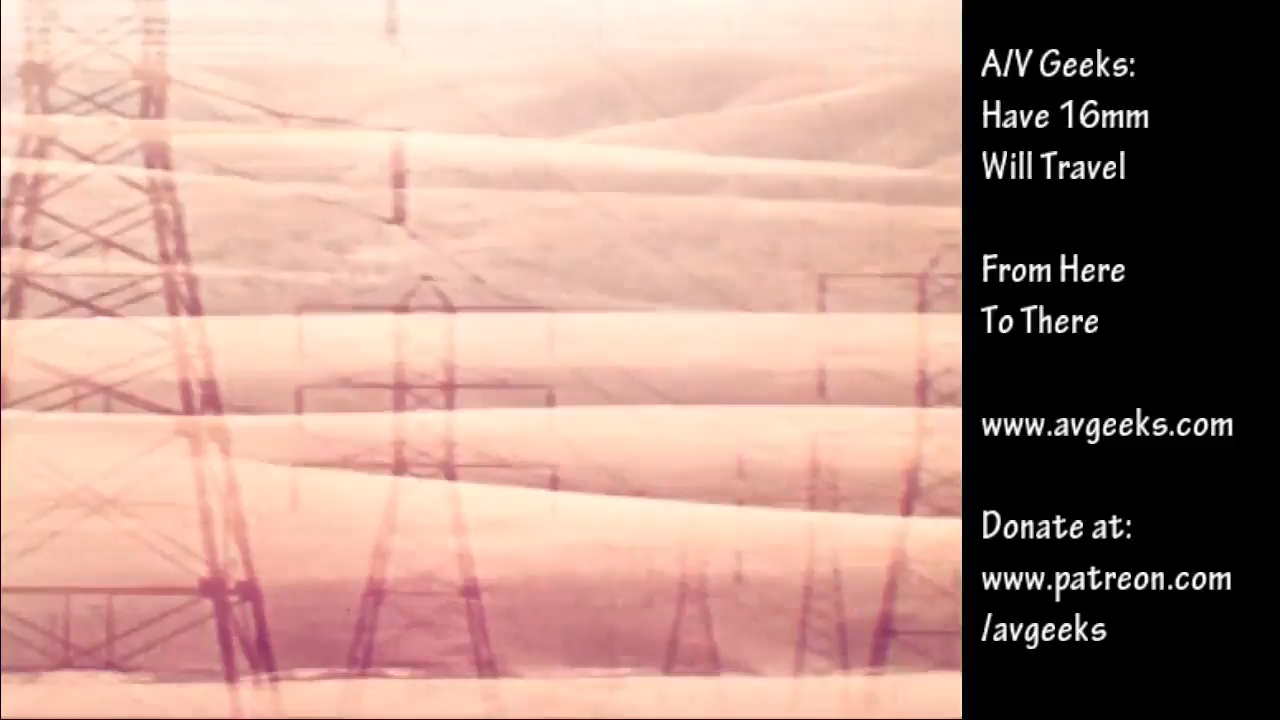 A/V Geeks:
Have 16mm
Will Travel
From Here
To There
www.avgeeks.com
Donate at:
www.patreon.com
/avgeeks